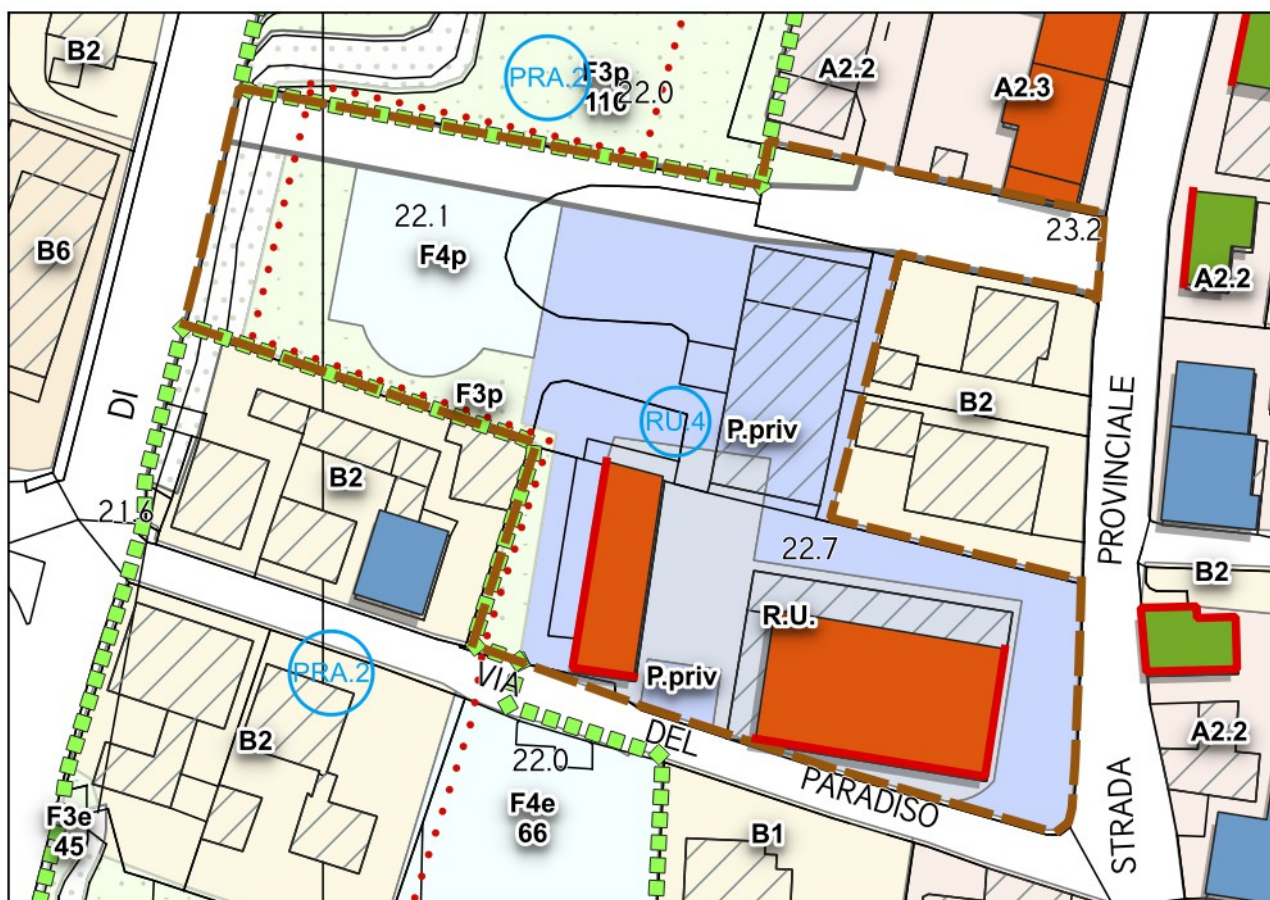 B2
PRA.2
F3p
110
22.0
A2.2
A2.3
B6
22.1
F4p
23.2
A2.2
DI
F3p
RU.4
P.priv
B2
PROVINCIALE
B2
21.6
22.7
B2
R.U.
VIA
P.priv
PRA.2
B2
DEL
A2.2
22.0
PARADISO
STRADA
F4e
66
F3e
45
B1